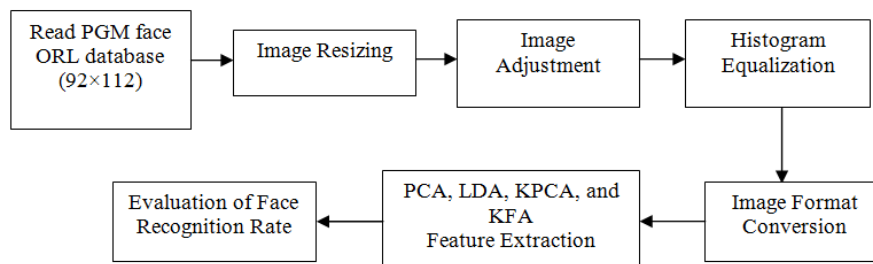 Read PGM face
ORL database
(92×112)
Image Resizing
Image
Adjustment
Histogram
Equalization
Image Format
Conversion
PCA, LDA, KPCA, and
KFA
Feature Extraction
Evaluation of Face
Recognition Rate